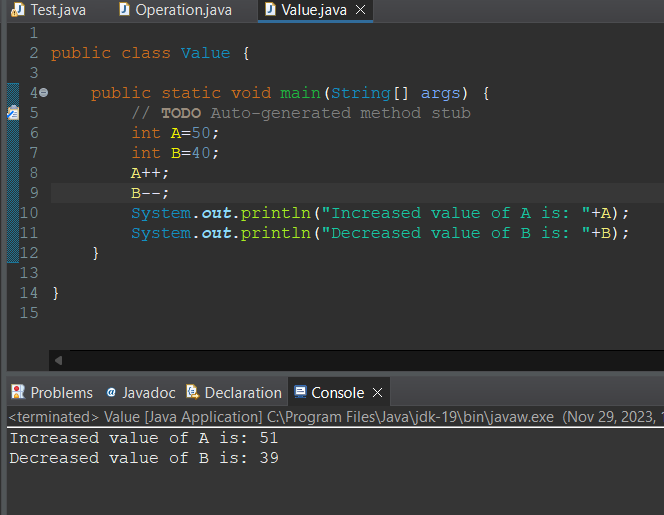 Test.java Operation.java Value.java
1
2 public class Value {
3
4 public static void main(String[] args) {
5 // TODO Auto-generated method stub
6 int A=50;
7 int B=40;
8 A++;
9 B--;
10 System.out.println("Increased value of A is: "+A);
11 System.out.println("Decreased value of B is: "+B);
12 }
13
14 }
15
Problems @ Javadoc Declaration Console
<terminated> Value [Java Application] C:\Program Files\Java\jdk-19\bin\javaw.exe (Nov 29, 2023,
Increased value of A is: 51
Decreased value of B is: 39